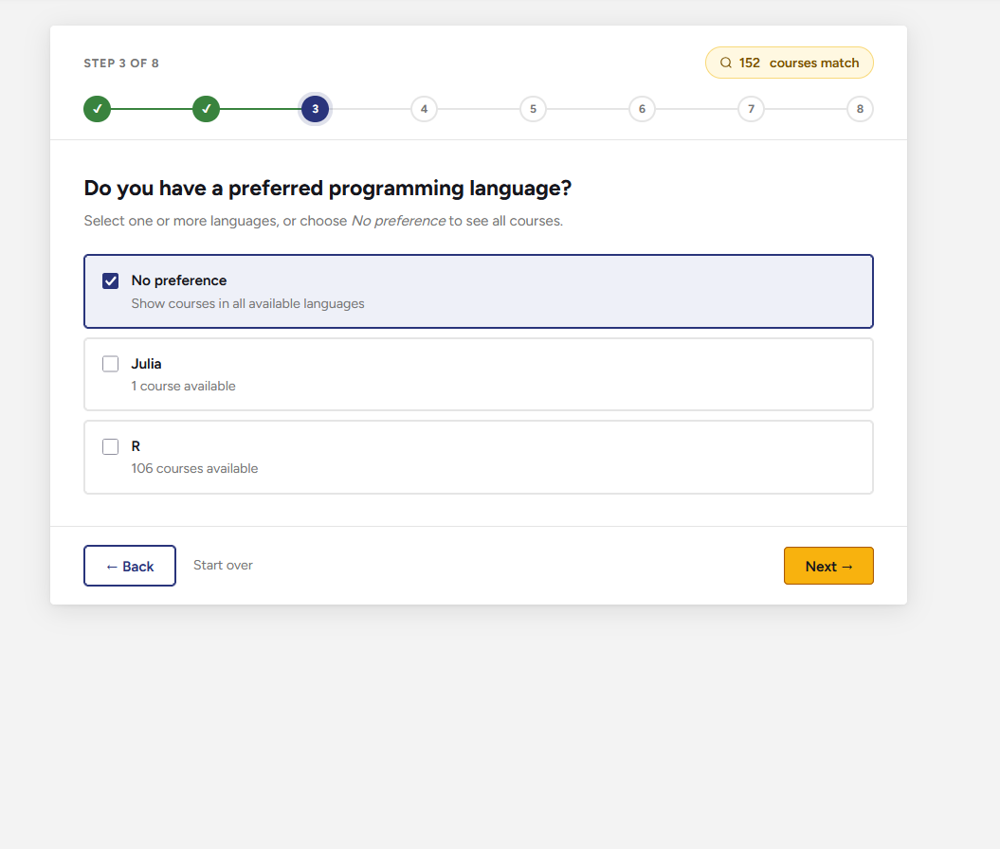 STEP 3 OF 8
152 courses match
✓ ✓ 3 4 5 6 7 8
Do you have a preferred programming language?
Select one or more languages, or choose No preference to see all courses.
No preference
Show courses in all available languages
Julia
1 course available
R
106 courses available
← Back
Start over
Next →